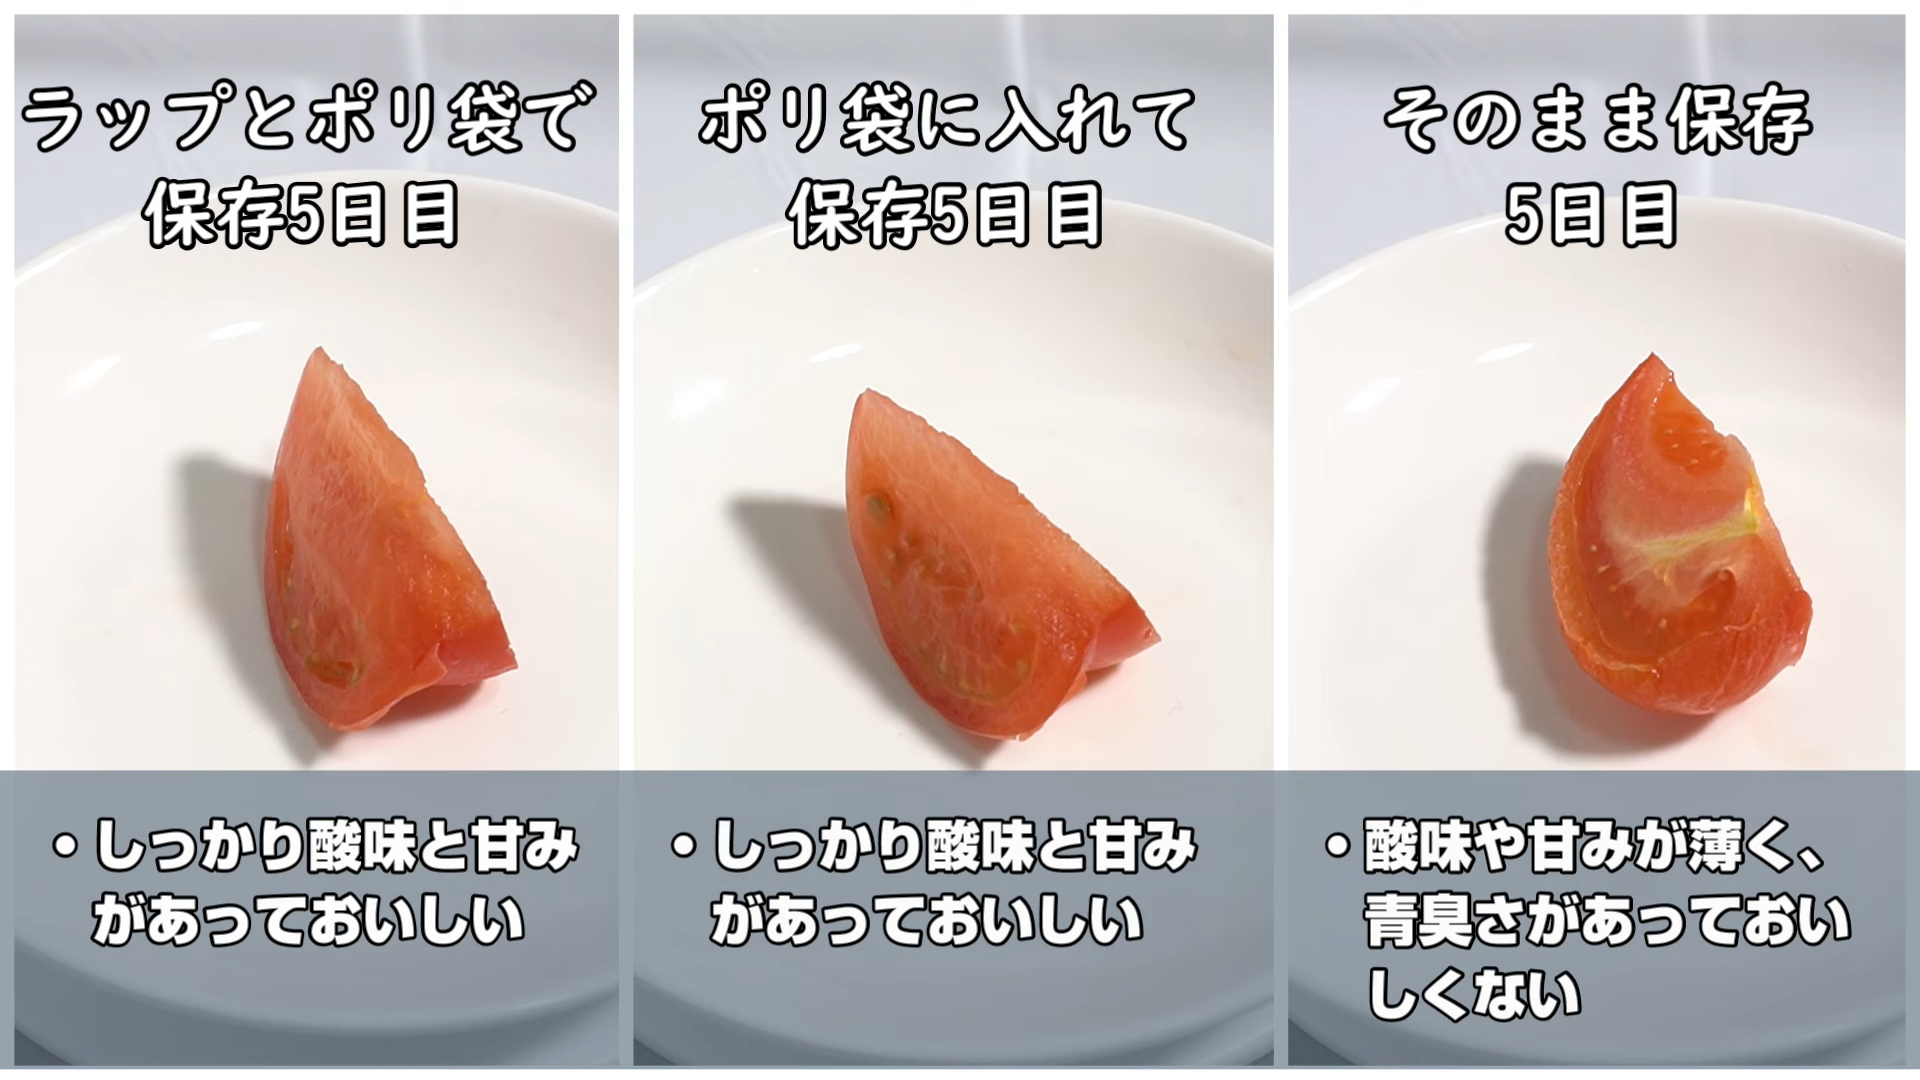 ラップとポリ袋で
保存5日目
ポリ袋に入れて
保存5日目
そのまま保存
5日目
・しっかり酸味と甘み
があっておいしい
・しっかり酸味と甘み
があっておいしい
・酸味や甘みが薄く、
青臭さがあっておい
しくない